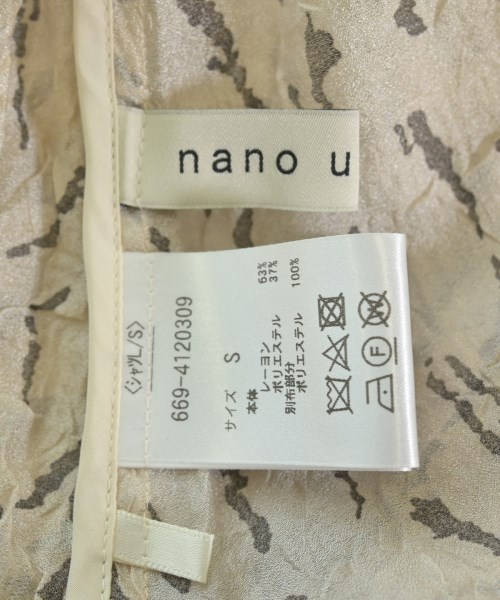 nano u
〈シャツL/S〉
669-4120309
サイズ S
本体
レーヨン 63%
ポリエステル 37%
別布部分
ポリエステル 100%
F